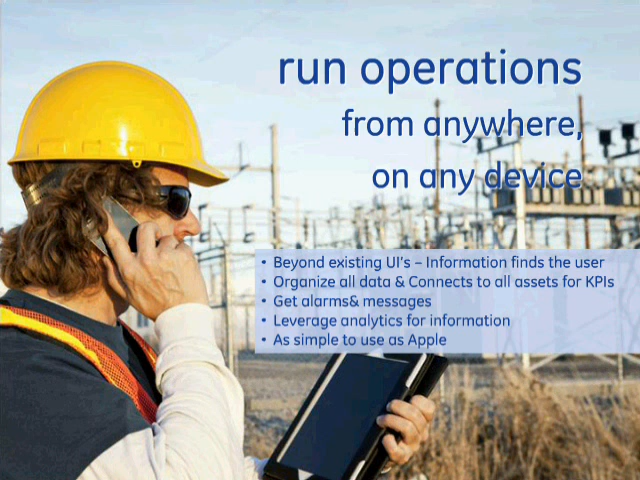 run operations
from anywhere,
on any device
• Beyond existing UI's – Information finds the user
• Organize all data & Connects to all assets for KPIs
• Get alarms& messages
• Leverage analytics for information
• As simple to use as Apple